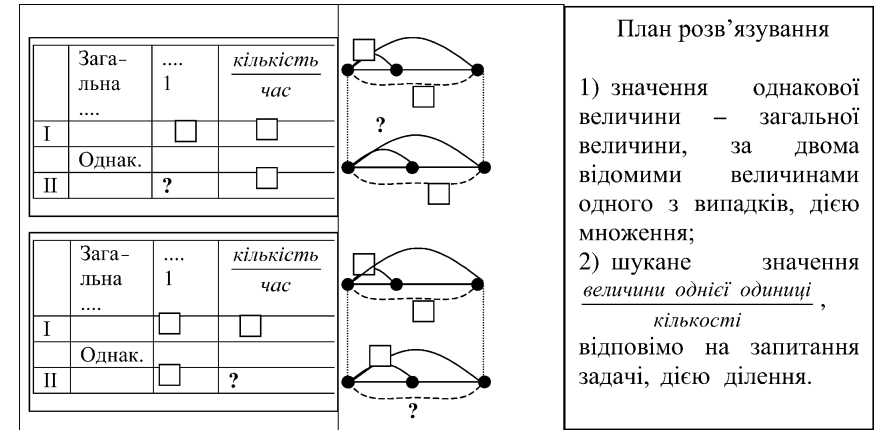 Зага–
льна
....
....
1
кількість
час
I
Однак.
II
?
?
Зага–
льна
....
....
1
кількість
час
I
Однак.
II
?
?
План розв’язування
1) значення однакової
величини – загальної
величини, за двома
відомими величинами
одного з випадків, дією
множення;
2) шукане значення
величини однієї одиниці
кількості
,
відповімо на запитання
задачі, дією ділення.